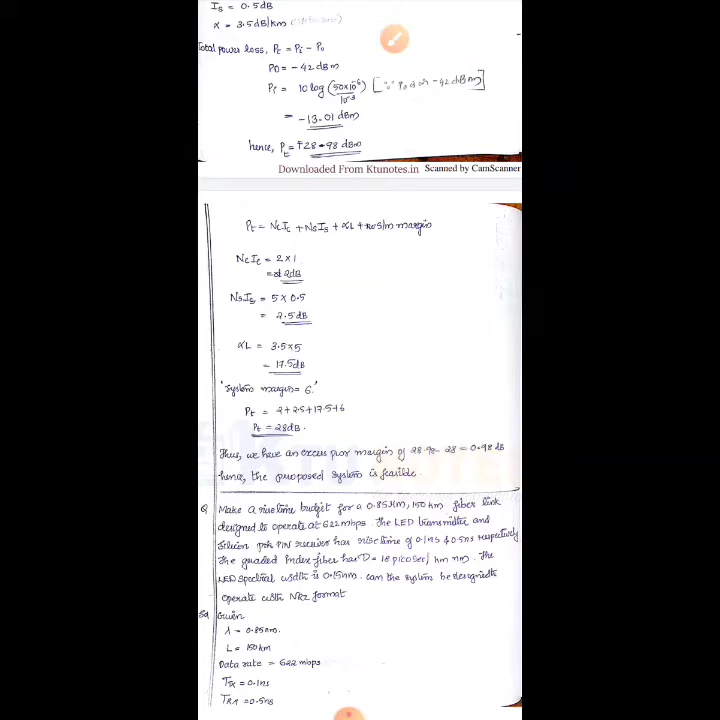 Is = 0.5dB
α = 3.5dB/km
Total power loss, Pt = Pi - Po
PO = -42 dBm
Pi = 10 log (50×10^-6 / 10^-3) [∵ Po is in -42 dBm]
= -13.01 dBm
hence, Pt = 28.98 dBm
Downloaded From Ktunotes.in Scanned by CamScanner
Pt = NcIc + NsIs + αL + margin
NcIc = 2 x 1
= 2dB
NsIs = 5 x 0.5
= 2.5dB
αL = 3.5x5
= 17.5dB
'System margin = 6.'
Pt = 2+2.5+17.5+6
Pt = 28dB.
Thus, we have an excess power margin of 28.98 - 28 = 0.98 dB
hence, the proposed system is feasible.
Q Make a rise time budget for a 0.85μm, 150 km fiber link
designed to operate at 622 mbps. The LED transmitter and
Silicon PIN receiver has rise time of 0.1ns & 0.5ns respectively
The graded index fiber has D = 18 picosec/ km nm. The
LED spectral width is 0.15nm. can the system be designed to
operate with NRZ format
Sol Given
λ = 0.85nm.
L = 150km
Data rate = 622 mbps
TTX = 0.1ns
TRX = 0.5ns